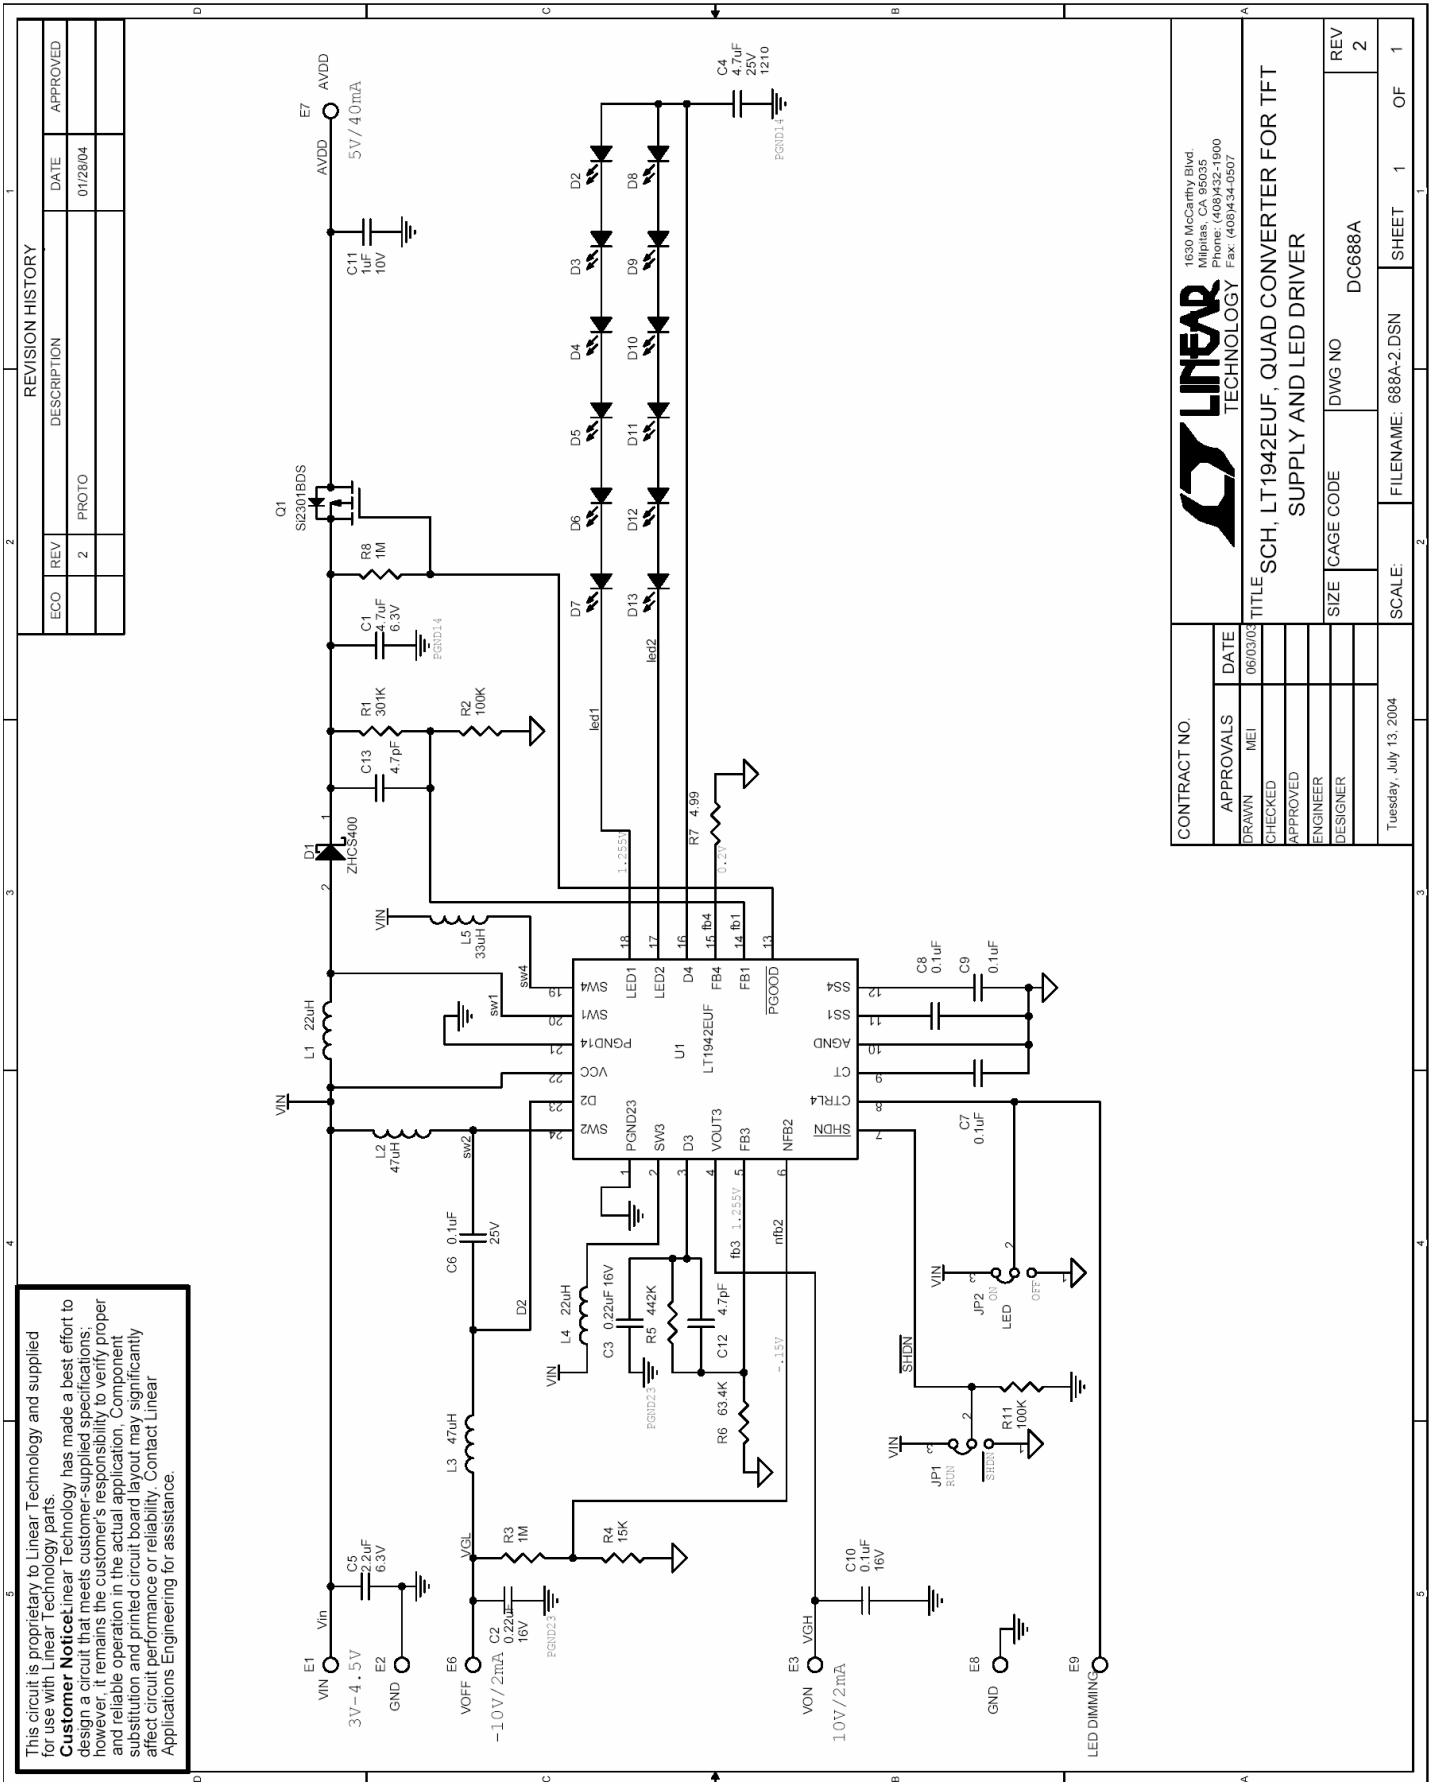 This circuit is proprietary to Linear Technology and supplied
for use with Linear Technology parts.
Customer Notice:Linear Technology has made a best effort to
design a circuit that meets customer-supplied specifications;
however, it remains the customer's responsibility to verify proper
and reliable operation in the actual application, Component
substitution and printed circuit board layout may significantly
affect circuit performance or reliability. Contact Linear
Applications Engineering for assistance.
REVISION HISTORY
ECO REV DESCRIPTION DATE APPROVED
2 PROTO 01/28/04
5 4 3 2 1
D
C
B
A
E1
VIN
3V-4.5V
Vin
C5
2.2uF
6.3V
E2
GND
E6
VOFF
-10V/2mA
VGL
C2
0.22uF
16V
PGND23
R3
1M
R4
15K
L3 47uH
D2
C6 0.1uF
25V
L2
47uH
sw2
VIN
L1 22uH
sw1
VIN
L5
33uH
sw4
2 D1 1
ZHCS400
C13
4.7pF
R1
301K
R2
100K
C1
4.7uF
6.3V
PGND14
R8
1M
Q1
Si2301BDS
C11
1uF
10V
AVDD
E7
AVDD
5V/40mA
VIN
L4 22uH
C3 0.22uF 16V
PGND23
R5 442K
C12 4.7pF
R6 63.4K
fb3 1.255V
nfb2
-.15V
24 SW2
23 D2
22 VCC
21 PGND14
20 SW1
19 SW4
1 PGND23
2 SW3
3 D3
4 VOUT3
5 FB3
6 NFB2
U1
LT1942EUF
LED1 18
LED2 17
D4 16
FB4 15 fb4
FB1 14 fb1
PGOOD 13
7 SHDN
8 CTRL4
9 CT
10 AGND
11 SS1
12 SS4
1.255V
0.2V
R7 4.99
led1
led2
D7 D6 D5 D4 D3 D2
D13 D12 D11 D10 D9 D8
C4
4.7uF
25V
1210
PGND14
C7
0.1uF
C8
0.1uF
C9
0.1uF
E3
VON
10V/2mA
VGH
C10
0.1uF
16V
E8
GND
E9
LED DIMMING
VIN
JP1
RUN
SHDN
3
2
1
R11
100K
SHDN
VIN
JP2
ON
LED
OFF
3
2
1
CONTRACT NO.
APPROVALS DATE
DRAWN MEI 06/03/03
CHECKED
APPROVED
ENGINEER
DESIGNER
Tuesday, July 13, 2004
LINEAR
TECHNOLOGY
1630 McCarthy Blvd.
Milpitas, CA 95035
Phone: (408)432-1900
Fax: (408)434-0507
TITLE
SCH, LT1942EUF, QUAD CONVERTER FOR TFT
SUPPLY AND LED DRIVER
SIZE CAGE CODE DWG NO REV
DC688A 2
SCALE: FILENAME: 688A-2.DSN SHEET 1 OF 1
5 4 3 2 1
D
C
B
A